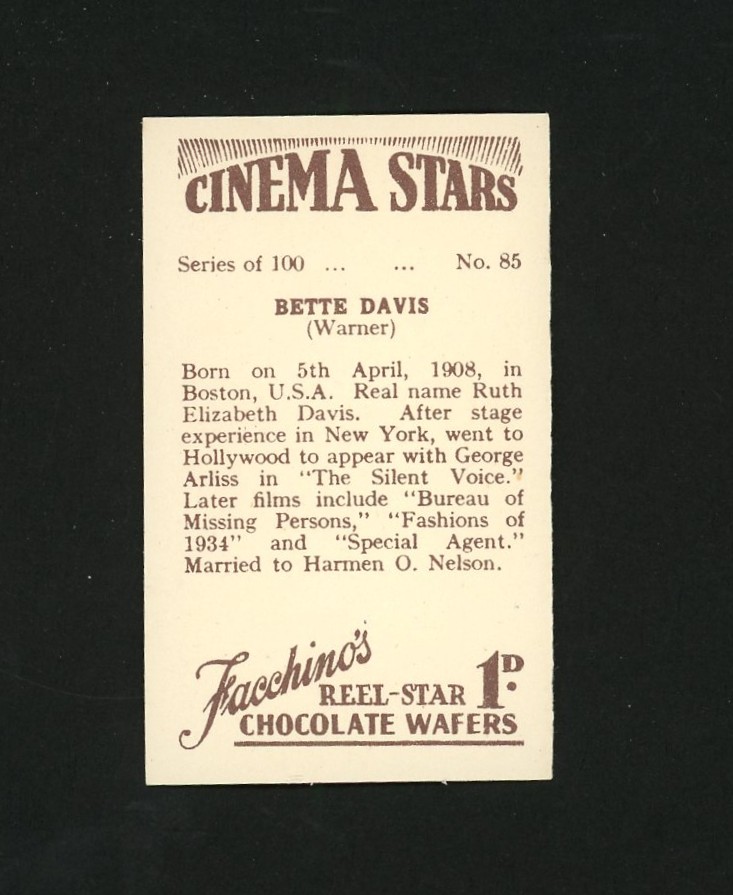 CINEMA STARS
Series of 100 ... ... No. 85
BETTE DAVIS
(Warner)
Born on 5th April, 1908, in
Boston, U.S.A. Real name Ruth
Elizabeth Davis. After stage
experience in New York, went to
Hollywood to appear with George
Arliss in "The Silent Voice."
Later films include "Bureau of
Missing Persons," "Fashions of
1934" and "Special Agent."
Married to Harmen O. Nelson.
Facchino's
REEL-STAR 1D.
CHOCOLATE WAFERS